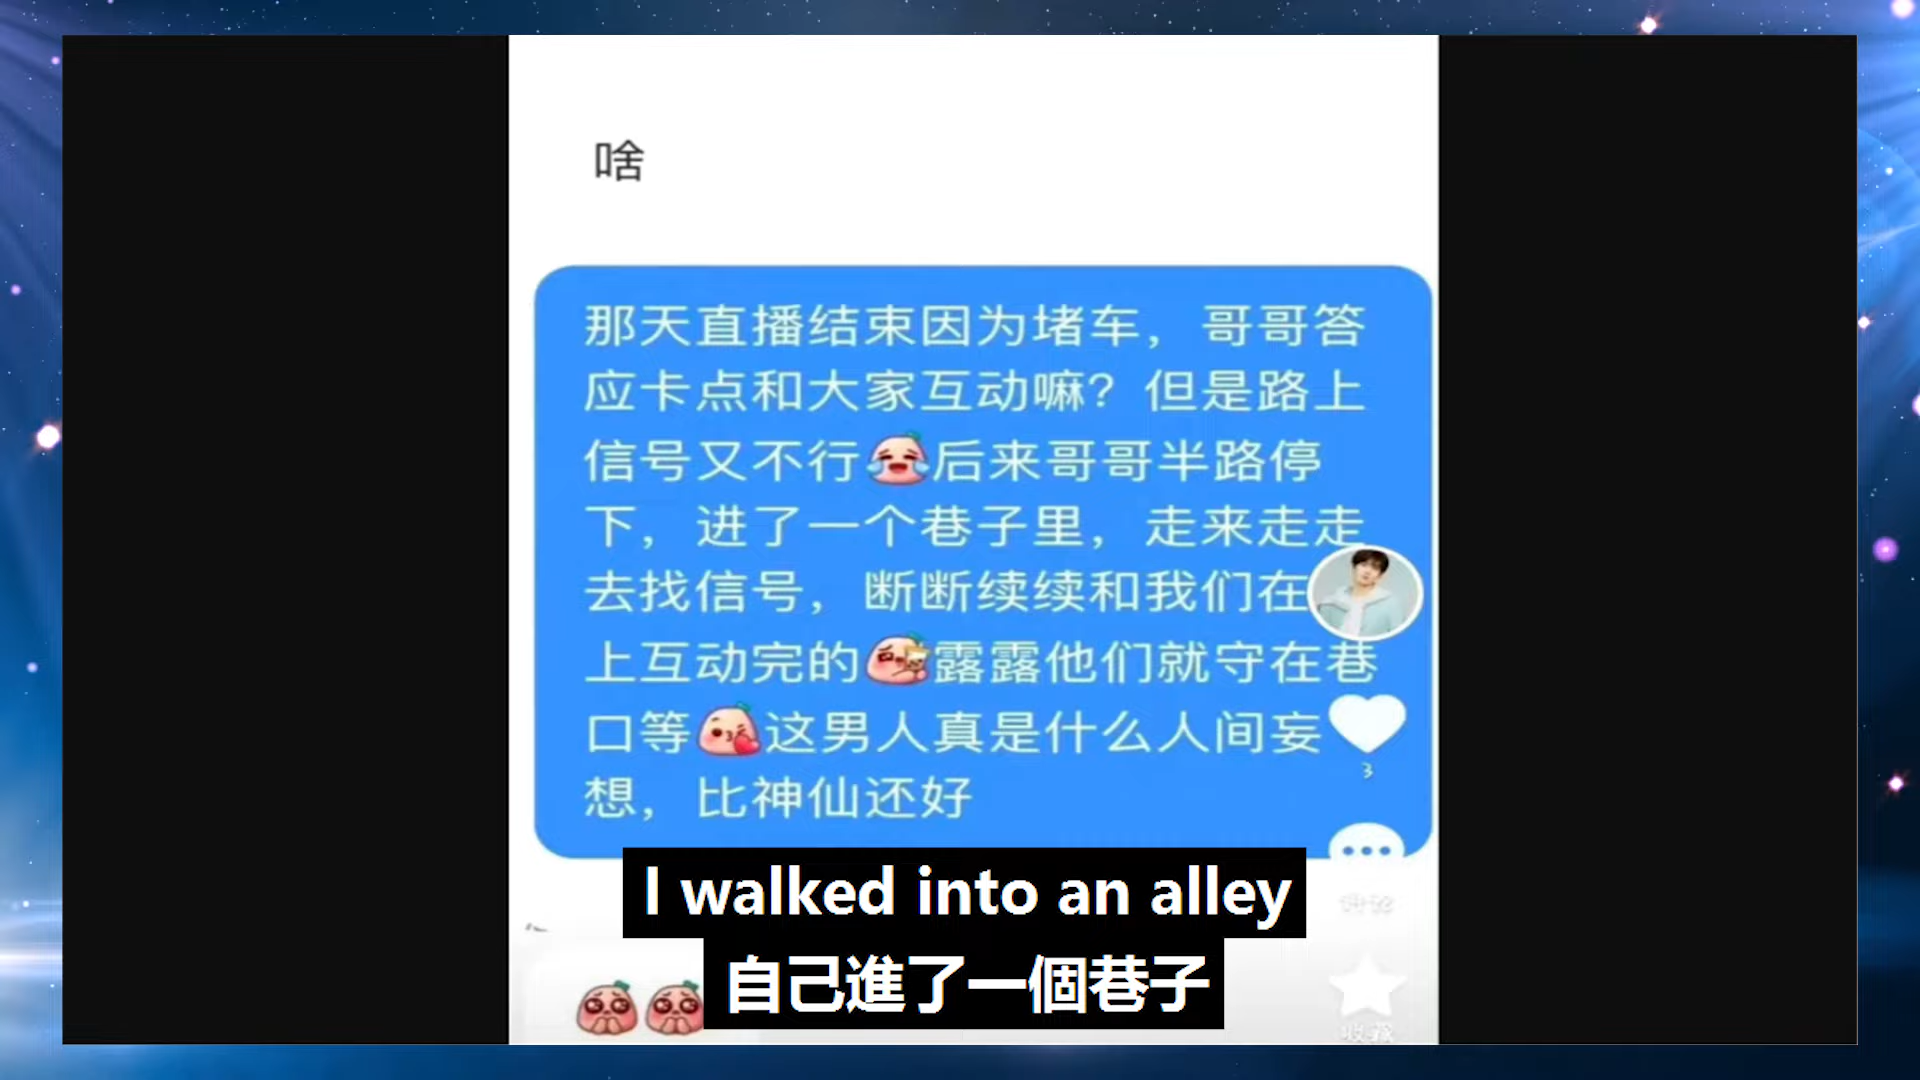 啥
那天直播结束因为堵车，哥哥答
应卡点和大家互动嘛？但是路上
信号又不行😂后来哥哥半路停
下，进了一个巷子里，走来走走
去找信号，断断续续和我们在
上互动完的露露他们就守在巷
口等😘这男人真是什么人间妄
想，比神仙还好
3
I walked into an alley
自己進了一個巷子